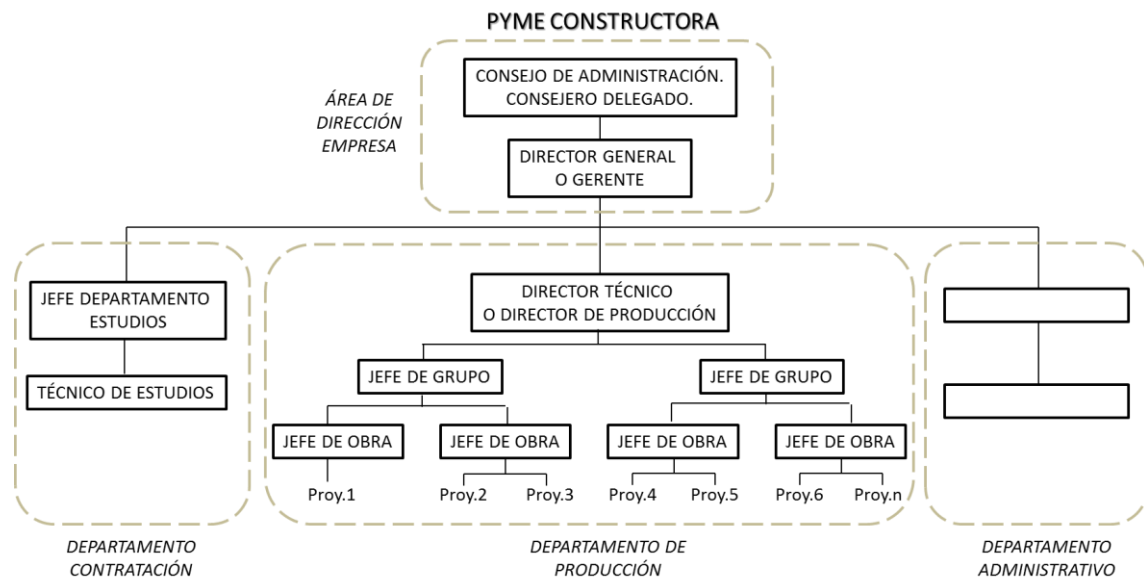 PYME CONSTRUCTORA
CONSEJO DE ADMINISTRACIÓN.
CONSEJERO DELEGADO.
ÁREA DE
DIRECCIÓN
EMPRESA
DIRECTOR GENERAL
O GERENTE
JEFE DEPARTAMENTO
ESTUDIOS
TÉCNICO DE ESTUDIOS
DIRECTOR TÉCNICO
O DIRECTOR DE PRODUCCIÓN
JEFE DE GRUPO
JEFE DE GRUPO
JEFE DE OBRA
JEFE DE OBRA
JEFE DE OBRA
JEFE DE OBRA
Proy.1
Proy.2
Proy.3
Proy.4
Proy.5
Proy.6
Proy.n
DEPARTAMENTO
CONTRATACIÓN
DEPARTAMENTO DE
PRODUCCIÓN
DEPARTAMENTO
ADMINISTRATIVO